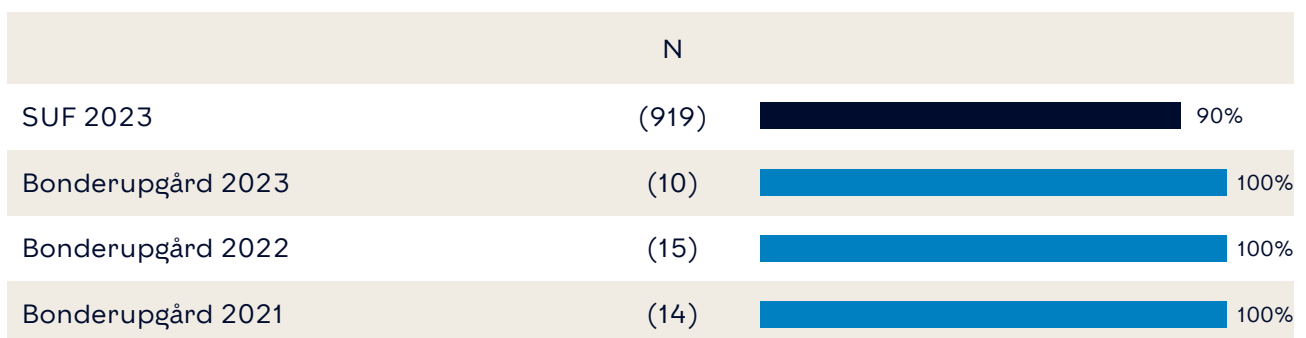 N
SUF 2023 (919) 90%
Bonderupgård 2023 (10) 100%
Bonderupgård 2022 (15) 100%
Bonderupgård 2021 (14) 100%